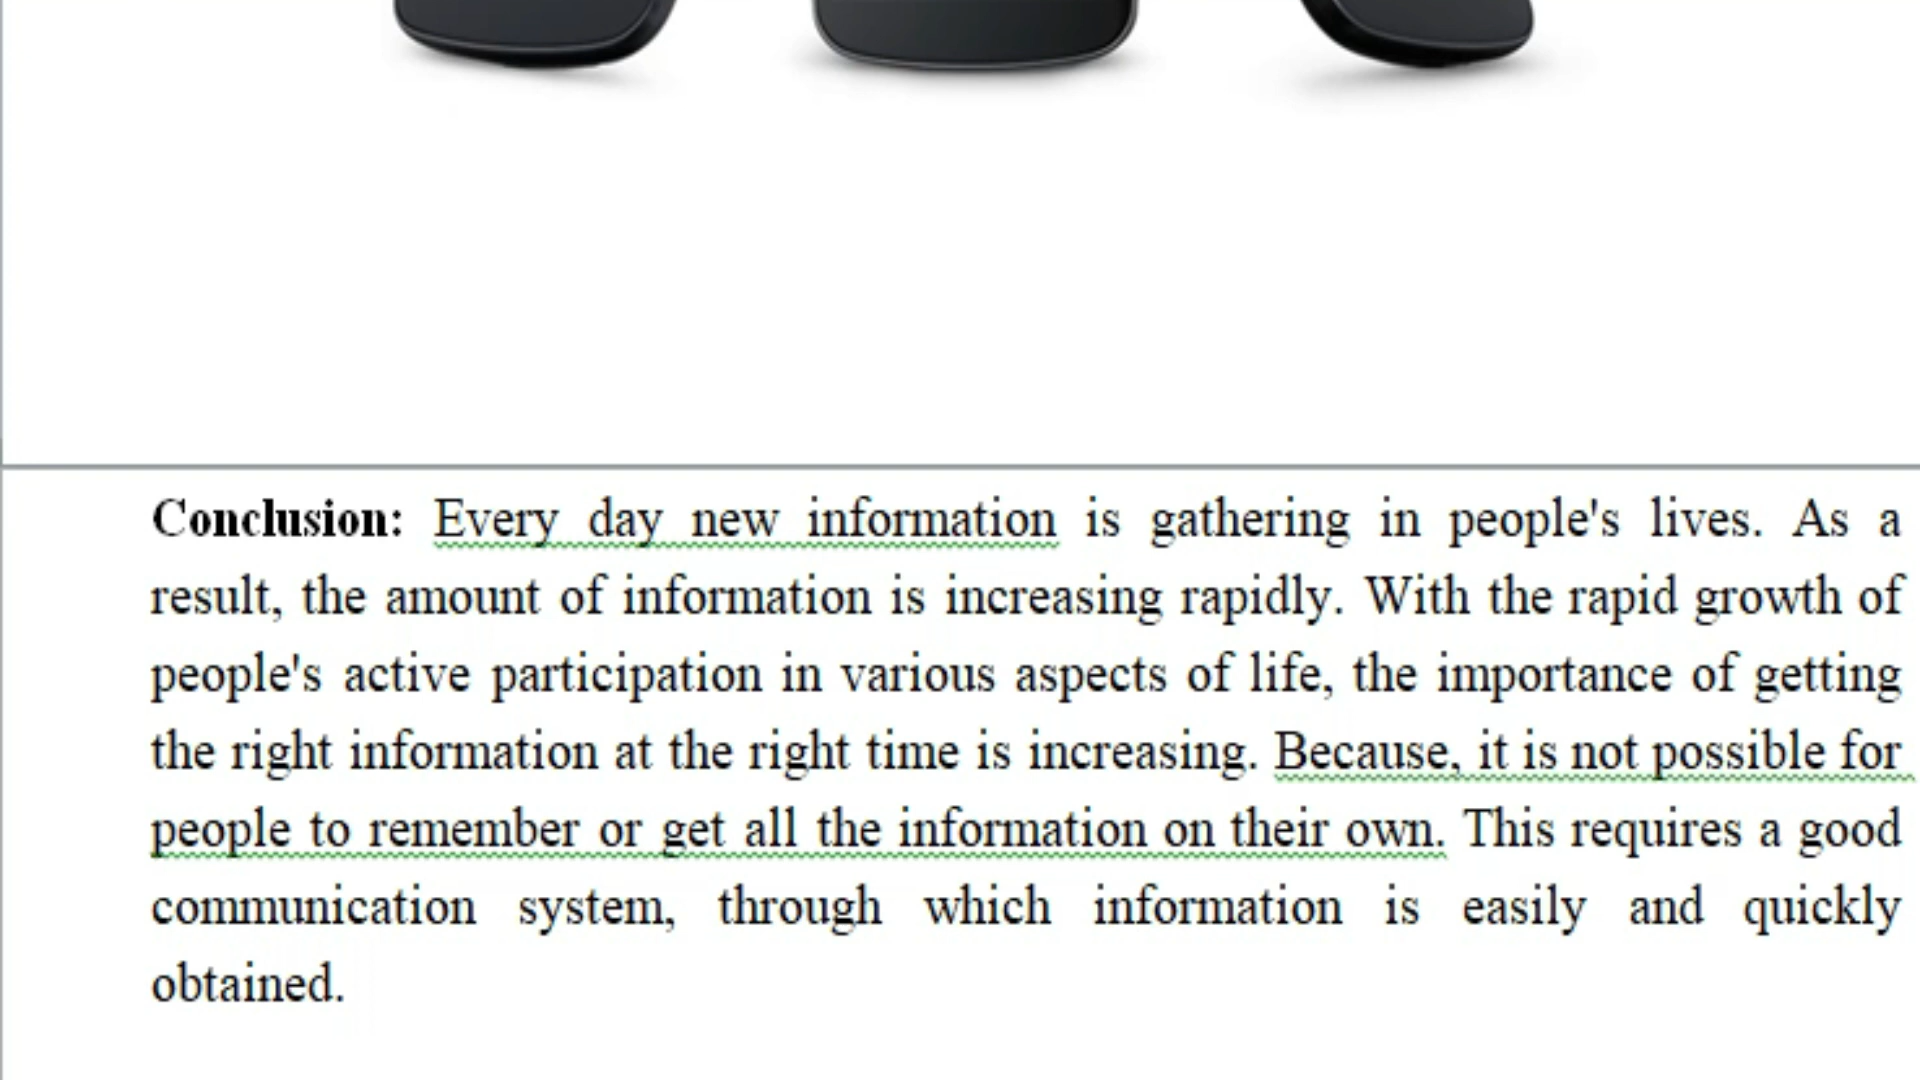 Conclusion: Every day new information is gathering in people's lives. As a
result, the amount of information is increasing rapidly. With the rapid growth of
people's active participation in various aspects of life, the importance of getting
the right information at the right time is increasing. Because, it is not possible for
people to remember or get all the information on their own. This requires a good
communication system, through which information is easily and quickly
obtained.